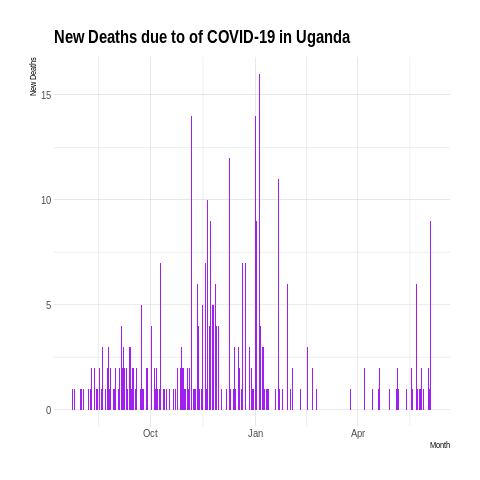 New Deaths due to of COVID-19 in Uganda
New Deaths
15
10
5
0
Oct
Jan
Apr
Month